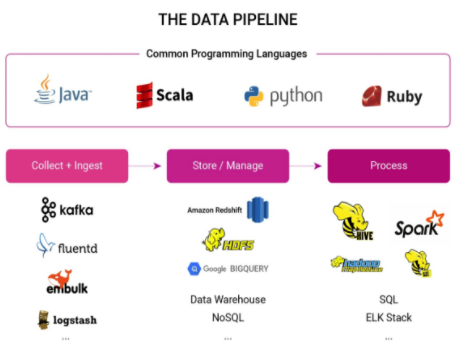 THE DATA PIPELINE
Common Programming Languages
Java
Scala
python
Ruby
Collect + Ingest
Store / Manage
Process
kafka
fluentd
embulk
logstash
...
Amazon Redshift
HDFS
Google BIGQUERY
Data Warehouse
NoSQL
...
HIVE
Spark
hadoop
SQL
ELK Stack
...